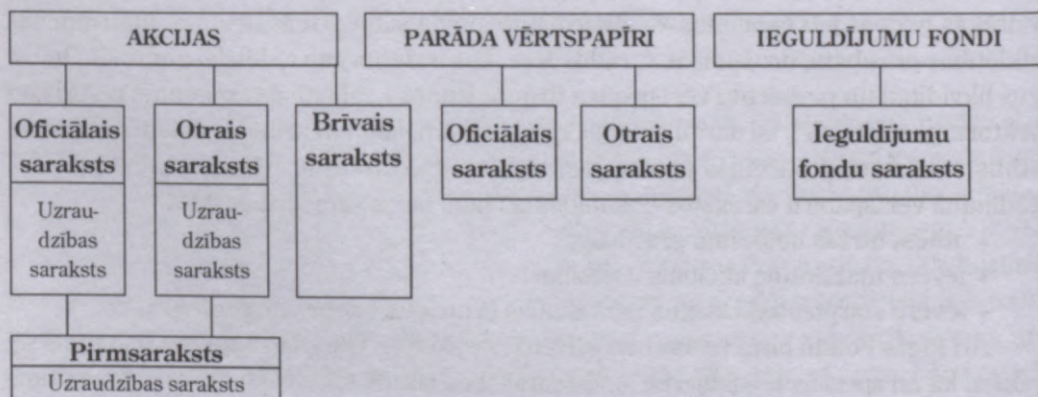 AKCIJAS
PARĀDA VĒRTSPAPĪRI
IEGULDĪJUMU FONDI
Oficiālais
saraksts
Otrais
saraksts
Brīvais
saraksts
Oficiālais
saraksts
Otrais
saraksts
Ieguldījumu
fondu saraksts
Uzrau-
dzības
saraksts
Uzrau-
dzības
saraksts
Pirmsaraksts
Uzraudzības saraksts